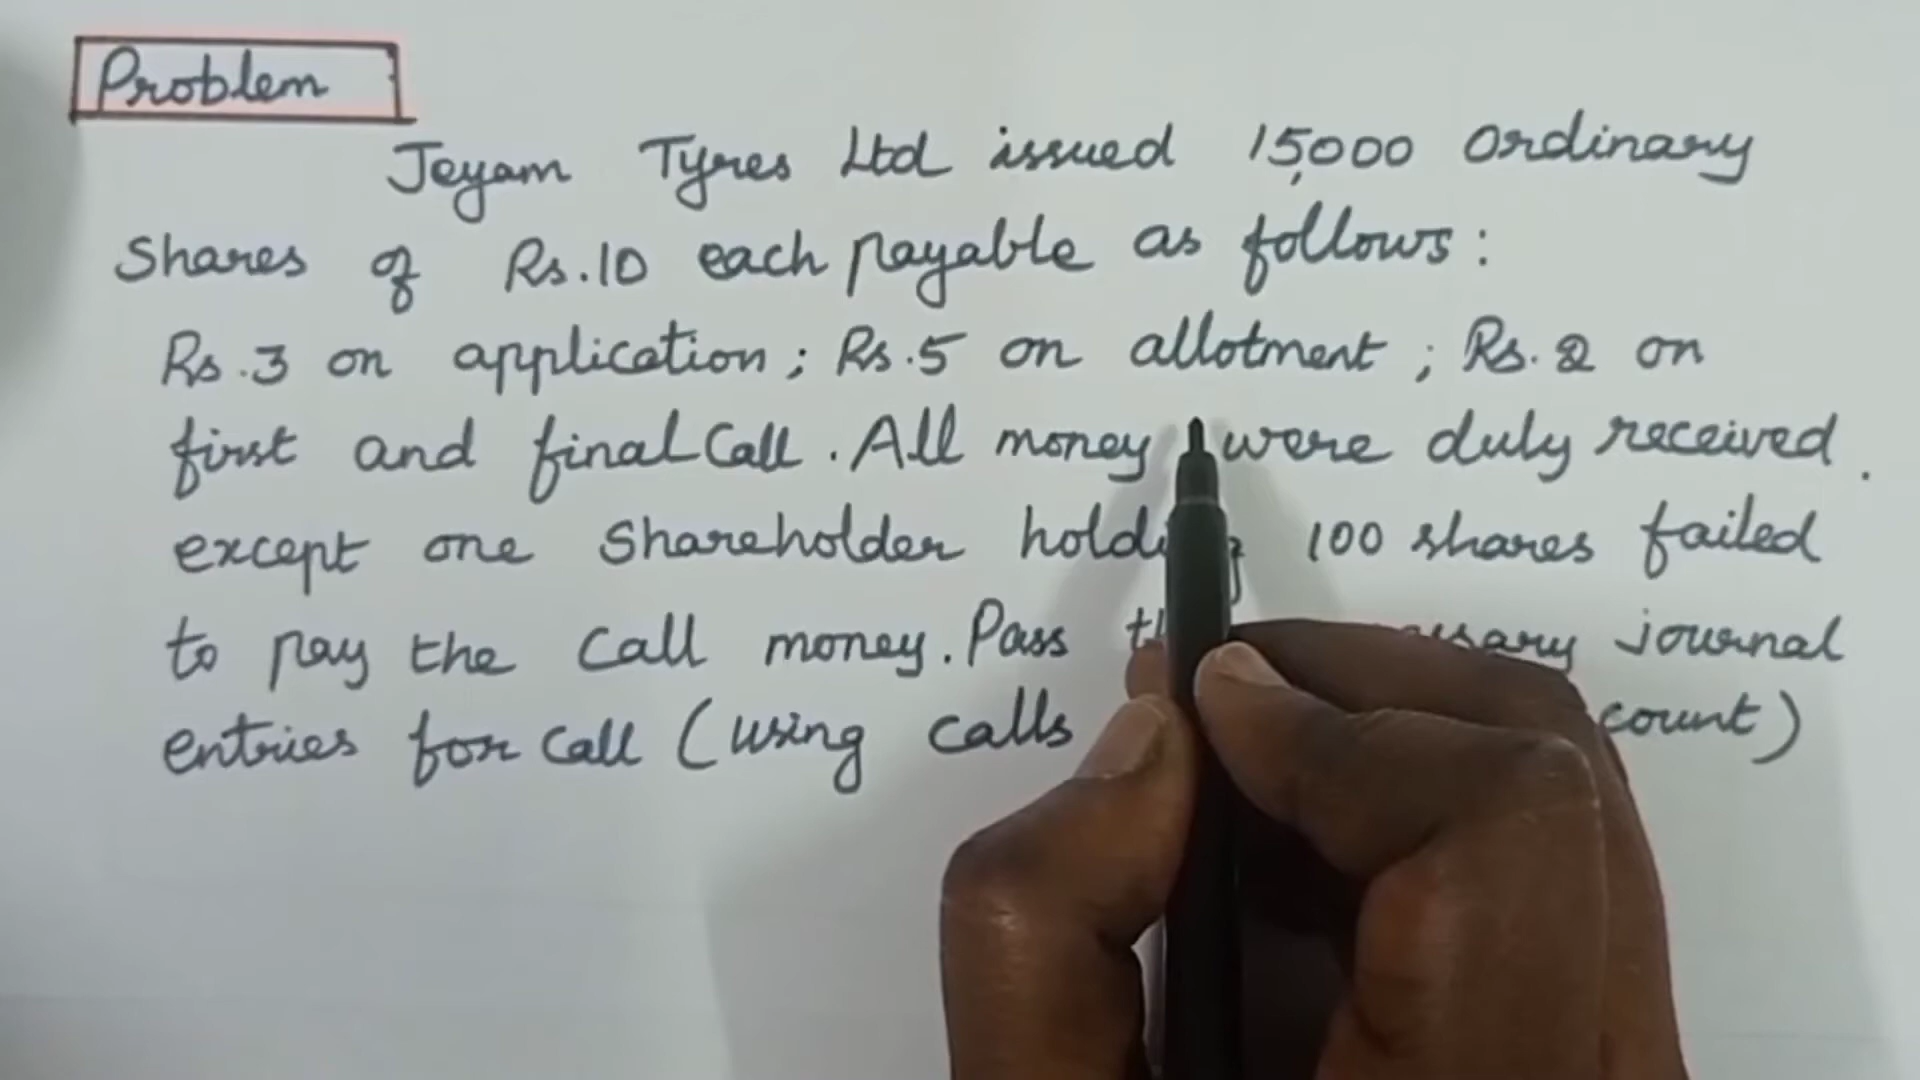 Problem
Jeyam Tyres Ltd issued 15,000 ordinary
Shares of Rs.10 each payable as follows:
Rs.3 on application; Rs.5 on allotment; Rs.2 on
first and final Call. All money were duly received.
except one Shareholder 100 shares failed
to pay the call money. Pass journal
entries for call (using calls